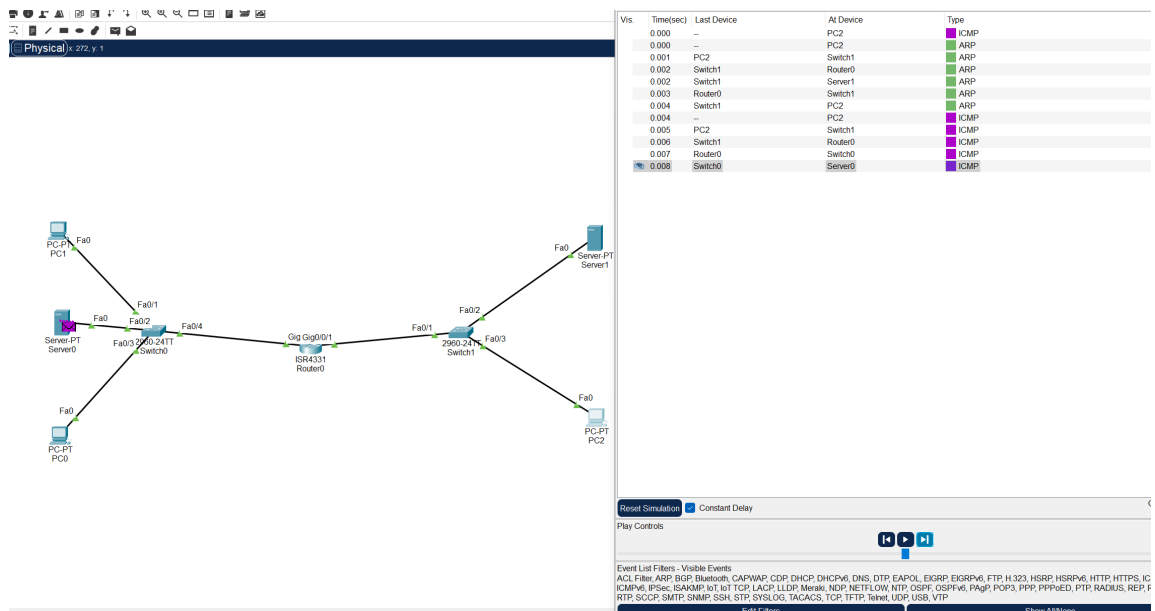 Physical x: 272, y: 1
PC-PT
PC1
Fa0
Fa0/1
Server-PT
Server0
Fa0
Fa0/2
Fa0/3
2960-24TT
Switch0
Fa0/4
Fa0
PC-PT
PC0
Gig
Gig0/0/1
ISR4331
Router0
Fa0/1
Fa0/2
2960-24TT
Switch1
Fa0/3
Fa0
Server-PT
Server1
Fa0
PC-PT
PC2
Vis. Time(sec) Last Device At Device Type
0.000 -- PC2 ICMP
0.000 -- PC2 ARP
0.001 PC2 Switch1 ARP
0.002 Switch1 Router0 ARP
0.002 Switch1 Server1 ARP
0.003 Router0 Switch1 ARP
0.004 Switch1 PC2 ARP
0.004 -- PC2 ICMP
0.005 PC2 Switch1 ICMP
0.006 Switch1 Router0 ICMP
0.007 Router0 Switch0 ICMP
0.008 Switch0 Server0 ICMP
Reset Simulation Constant Delay
Play Controls
Event List Filters - Visible Events
ACL Filter, ARP, BGP, Bluetooth, CAPWAP, CDP, DHCP, DHCPv6, DNS, DTP, EAPOL, EIGRP, EIGRPv6, FTP, H.323, HSRP, HSRPv6, HTTP, HTTPS, IC
ICMPv6, IPSec, ISAKMP, IoT, IoT TCP, LACP, LLDP, Meraki, NDP, NETFLOW, NTP, OSPF, OSPFv6, PAgP, POP3, PPP, PPPoED, PTP, RADIUS, REP, R
RTP, SCCP, SMTP, SNMP, SSH, STP, SYSLOG, TACACS, TCP, TFTP, Telnet, UDP, USB, VTP
Edit Filters Show All/None